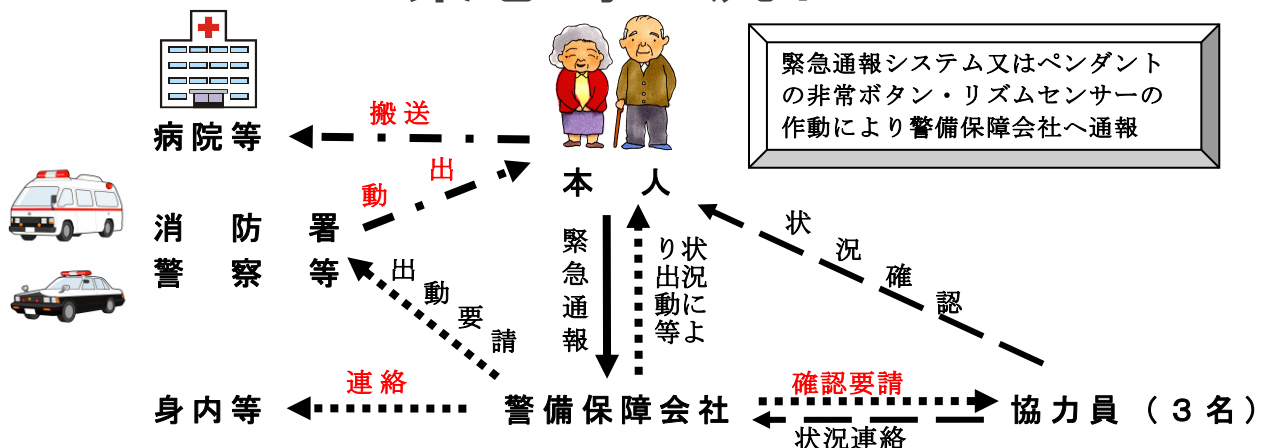 緊急通報システム又はペンダント
の非常ボタン・リズムセンサーの
作動により警備保障会社へ通報
搬送
病院等
出動
本人
消防署
警察等
出動要請
緊急通報
状況によ
り出動等
状況確認
連絡
確認要請
身内等
警備保障会社
協力員（３名）
状況連絡